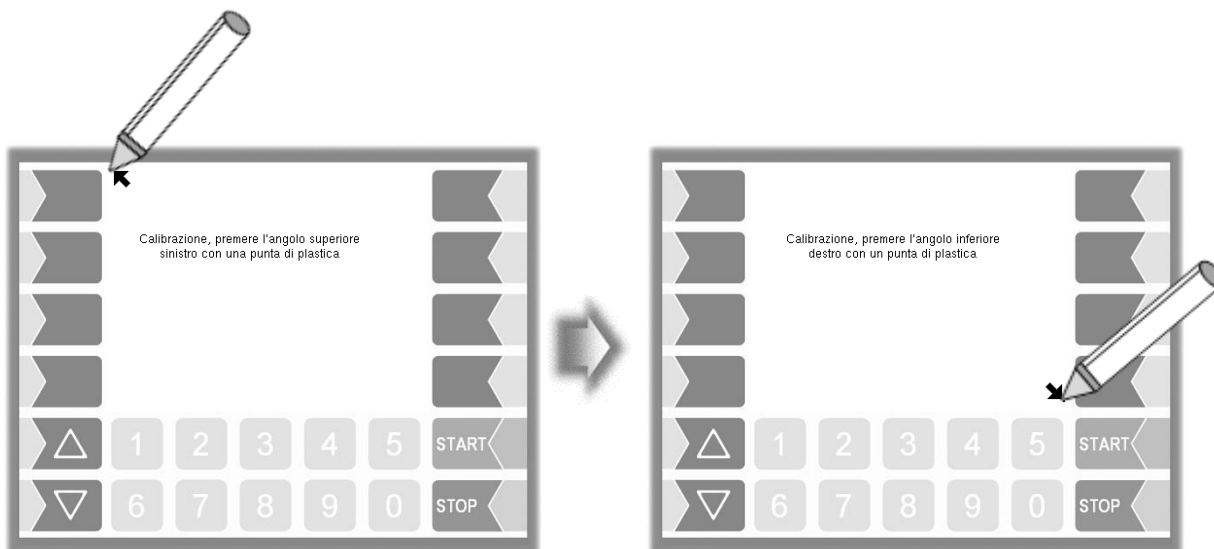 Calibrazione, premere l'angolo superiore
sinistro con una punta di plastica
1 2 3 4 5 START
6 7 8 9 0 STOP
Calibrazione, premere l'angolo inferiore
destro con un punta di plastica
1 2 3 4 5 START
6 7 8 9 0 STOP